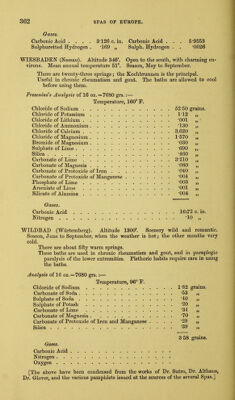 362 SPAS OF EUROPE.
Gases.
Carbonic Acid . . . 3·126 c. in. Carbonic Acid . . . 5·2653
Sulphuretted Hydrogen . ·169 „ Sulph. Hydrogen . . ·0026
WIESBADEN (Nassau). Altitude 346'. Open to the south, with charming en-
virons. Mean annual temperature 51°. Season, May to September.
There are twenty-three springs; the Kochbrunnen is the principal.
Useful in chronic rheumatism and gout. The baths are allowed to cool
before using them.
Fresenius's Analysis of 16 oz. = 7680 grs. :—
Temperature, 160° F.
Chloride of Sodium . . . 52·50 grains.
Chloride of Potassium . . . 1·12 „
Chloride of Lithium . . . ·001 „
Chloride of Ammonium . . . ·130 „
Chloride of Calcium . . . 3·620 „
Chloride of Magnesium . . . 1·570 „
Bromide of Magnesium . . . ·030 „
Sulphate of Lime . . . ·690 „
Silica . . . ·460 „
Carbonate of Lime . . . 3·210 „
Carbonate of Magnesia . . . ·080 „
Carbonate of Protoxide of Iron . . . ·040 „
Carbonate of Protoxide of Manganese . . . ·004 „
Phosphate of Lime . . . ·003 „
Arseniate of Lime . . . ·001 „
Silicate of Alumina . . . ·004 „
Gases.
Carbonic Acid . . . 10·72 c. in.
Nitrogen . . . ·10 „
WILDBAD (Würtemberg). Altitude 1300'. Scenery wild and romantic.
Season, June to September, when the weather is hot; the other months very
cold.
There are about fifty warm springs.
These baths are used in chronic rheumatism and gout, and in paraplegic
paralysis of the lower extremities. Plethoric habits require care in using
the baths.
Analysis of 16 oz. = 7680 grs. :—
Temperature, 96° F.
Chloride of Sodium . . . 1·82 grains.
Carbonate of Soda . . . ·53 „
Sulphate of Soda . . . ·40 „
Sulphate of Potash . . . ·20 „
Carbonate of Lime . . . ·34 „
Carbonate of Magnesia . . . ·70 „
Carbonate of Protoxide of Iron and Manganese . . . ·29 „
Silica . . . ·39 „
3·58 grains.
Gases.
Carbonic Acid . . .
Nitrogen . . .
Oxygen . . .
[The above have been condensed from the works of Dr. Sutro, Dr. Althaus,
Dr. Glover, and the various pamphlets issued at the sources of the several Spas.]